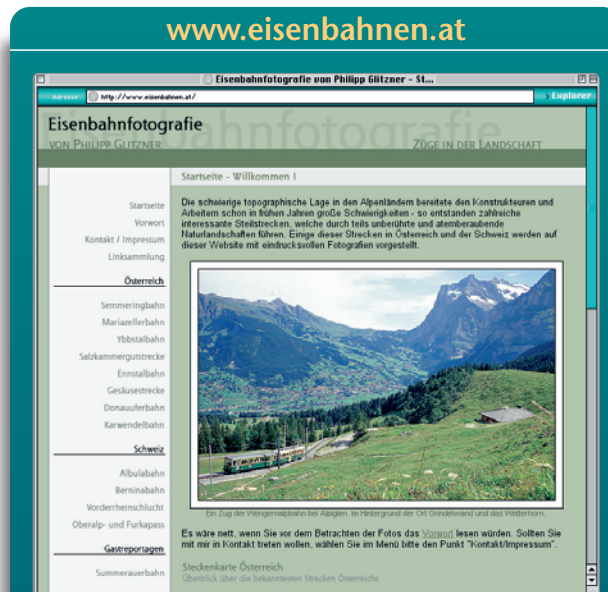 www.eisenbahnen.at
Eisenbahnfotografie von Philipp Glitzner - St...
Adresse http://www.eisenbahnen.at/ Explorer
Eisenbahnfotografie
VON PHILIPP GLITZNER
ZÜGE IN DER LANDSCHAFT
Startseite - Willkommen !
Startseite
Vorwort
Kontakt / Impressum
Linksammlung
Österreich
Semmeringbahn
Mariazellerbahn
Ybbstalbahn
Salzkammergutstrecke
Ennstalbahn
Gesäusestrecke
Donauuferbahn
Karwendelbahn
Schweiz
Albulabahn
Berninabahn
Vorderrheinschlucht
Oberalp- und Furkapass
Gastreportagen
Summerauerbahn
Die schwierige topographische Lage in den Alpenländern bereitete den Konstrukteuren und
Arbeitern schon in frühen Jahren große Schwierigkeiten - so entstanden zahlreiche
interessante Steilstrecken, welche durch teils unberührte und atemberaubende
Naturlandschaften führen. Einige dieser Strecken in Österreich und der Schweiz werden auf
dieser Website mit eindrucksvollen Fotografien vorgestellt.
Ein Zug der Wengernalpbahn bei Alpiglen. Im Hintergrund der Ort Grindelwand und das Wetterhorn.
Es wäre nett, wenn Sie vor dem Betrachten der Fotos das Vorwort lesen würden. Sollten Sie
mit mir in Kontakt treten wollen, wählen Sie im Menü bitte den Punkt "Kontakt/Impressum".
Steckenkarte Österreich
Überblick über die bekanntesten Strecken Österreichs